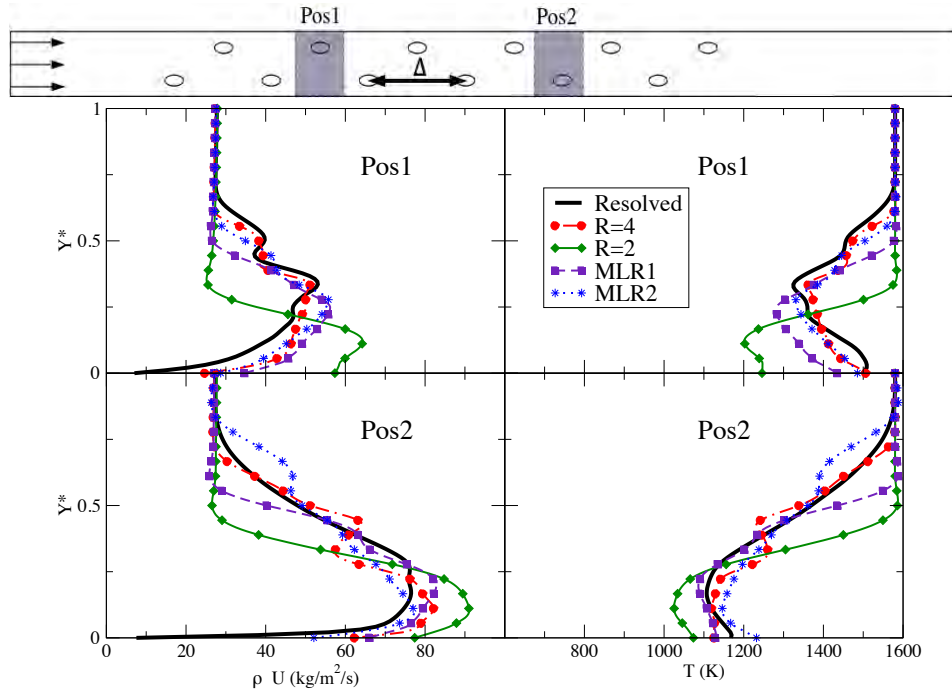 Pos1 Pos2
Δ
1
Pos1 Pos1
Resolved
R=4
R=2
MLR1
MLR2
Y*
0.5
0
Pos2 Pos2
Y*
0.5
0
0 20 40 60 80 800 1000 1200 1400 1600
ρ U (kg/m²/s) T (K)